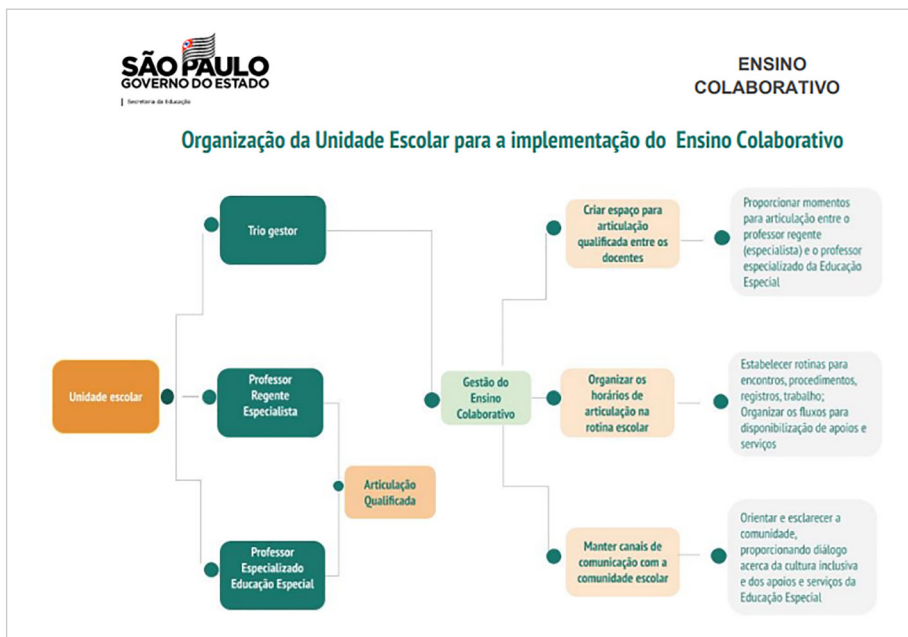 SÃO PAULO
GOVERNO DO ESTADO
Secretaria da Educação
ENSINO
COLABORATIVO
Organização da Unidade Escolar para a implementação do Ensino Colaborativo
Unidade escolar
Trio gestor
Professor
Regente
Especialista
Professor
Especializado
Educação Especial
Articulação
Qualificada
Gestão do
Ensino
Colaborativo
Criar espaço para
articulação
qualificada entre os
docentes
Proporcionar momentos
para articulação entre o
professor regente
(especialista) e o professor
especializado da Educação
Especial
Organizar os
horários de
articulação na
rotina escolar
Estabelecer rotinas para
encontros, procedimentos,
registros, trabalho;
Organizar os fluxos para
disponibilização de apoios e
serviços
Manter canais de
comunicação com a
comunidade escolar
Orientar e esclarecer a
comunidade,
proporcionando diálogo
acerca da cultura inclusiva
e dos apoios e serviços da
Educação Especial